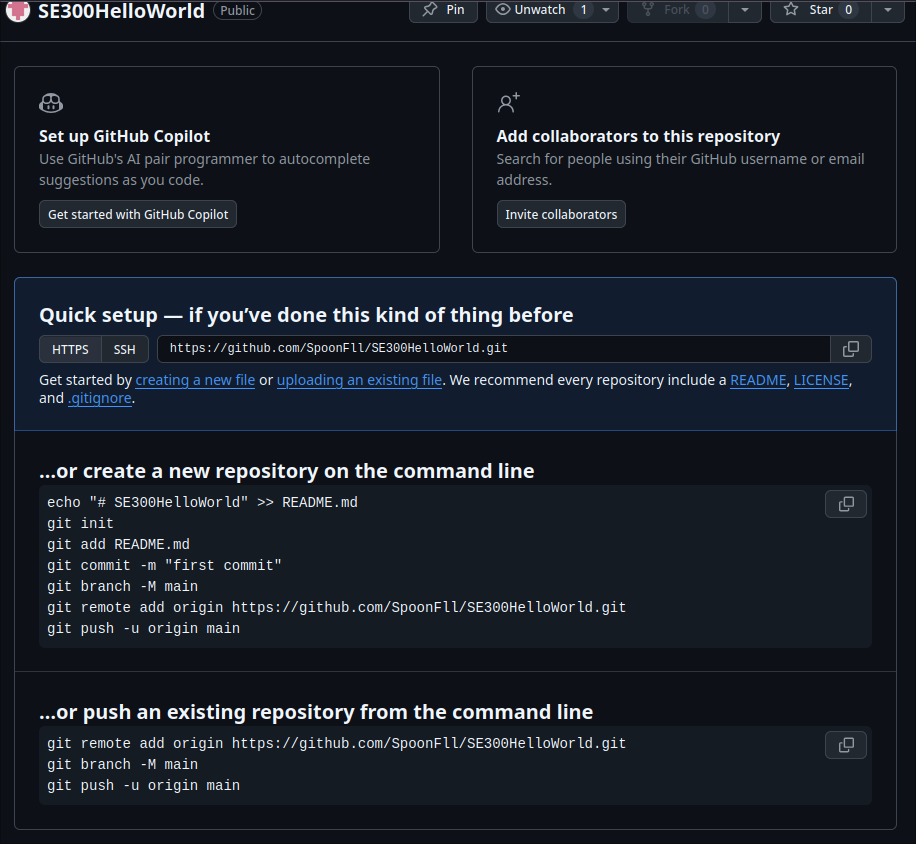 SE300HelloWorld Public Pin Unwatch 1 Fork 0 Star 0
Set up GitHub Copilot
Use GitHub's AI pair programmer to autocomplete
suggestions as you code.
Get started with GitHub Copilot
Add collaborators to this repository
Search for people using their GitHub username or email
address.
Invite collaborators
Quick setup — if you’ve done this kind of thing before
HTTPS SSH https://github.com/SpoonFll/SE300HelloWorld.git
Get started by creating a new file or uploading an existing file. We recommend every repository include a README, LICENSE,
and .gitignore.
…or create a new repository on the command line
echo "# SE300HelloWorld" >> README.md
git init
git add README.md
git commit -m "first commit"
git branch -M main
git remote add origin https://github.com/SpoonFll/SE300HelloWorld.git
git push -u origin main
…or push an existing repository from the command line
git remote add origin https://github.com/SpoonFll/SE300HelloWorld.git
git branch -M main
git push -u origin main